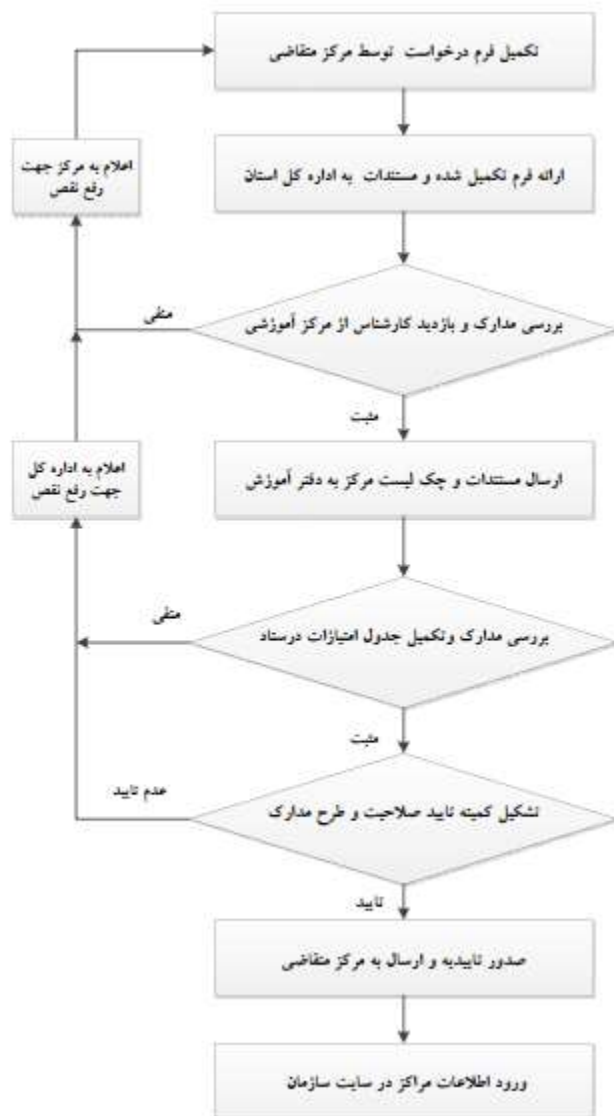 تکمیل فرم درخواست توسط مرکز متقاضی
اعلام به مرکز جهت
رفع نقص
ارائه فرم تکمیل شده و مستندات به اداره کل استان
منفی
بررسی مدارک و بازدید کارشناس از مرکز آموزشی
مثبت
اعلام به اداره کل
جهت رفع نقص
ارسال مستندات و چک لیست مرکز به دفتر آموزش
منفی
بررسی مدارک وتکمیل جدول امتیازات درستاد
مثبت
عدم تایید
تشکیل کمیته تایید صلاحیت و طرح مدارک
تایید
صدور تاییدیه و ارسال به مرکز متقاضی
ورود اطلاعات مراکز در سایت سازمان